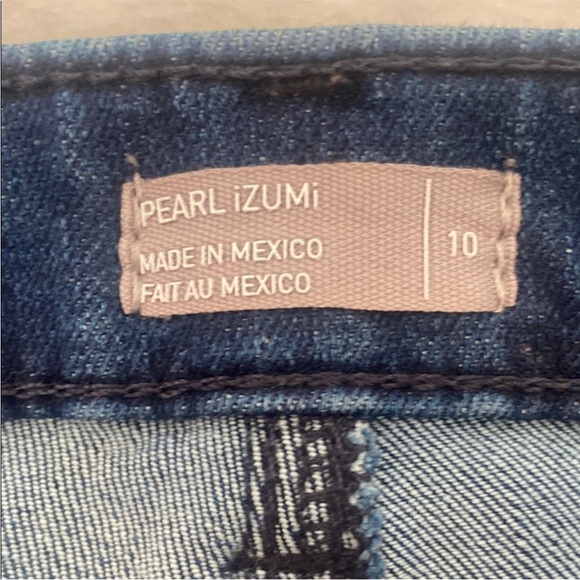 PEARL iZUMi
MADE IN MEXICO
FAIT AU MEXICO
10